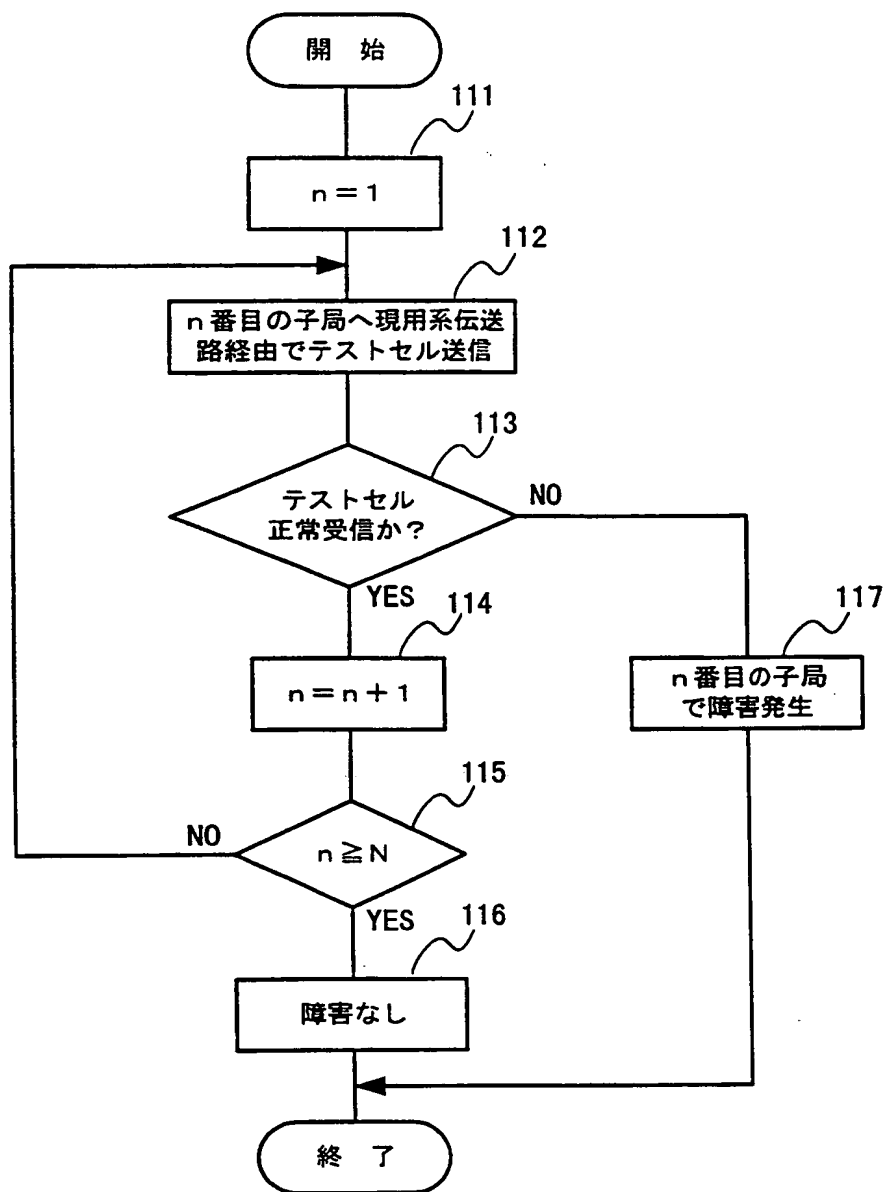 開 始
111
n＝1
112
n番目の子局へ現用系伝送
路経由でテストセル送信
113
テストセル
正常受信か？
NO
YES
114
117
n＝n＋1
n番目の子局
で障害発生
115
NO
n≧N
YES
116
障害なし
終 了